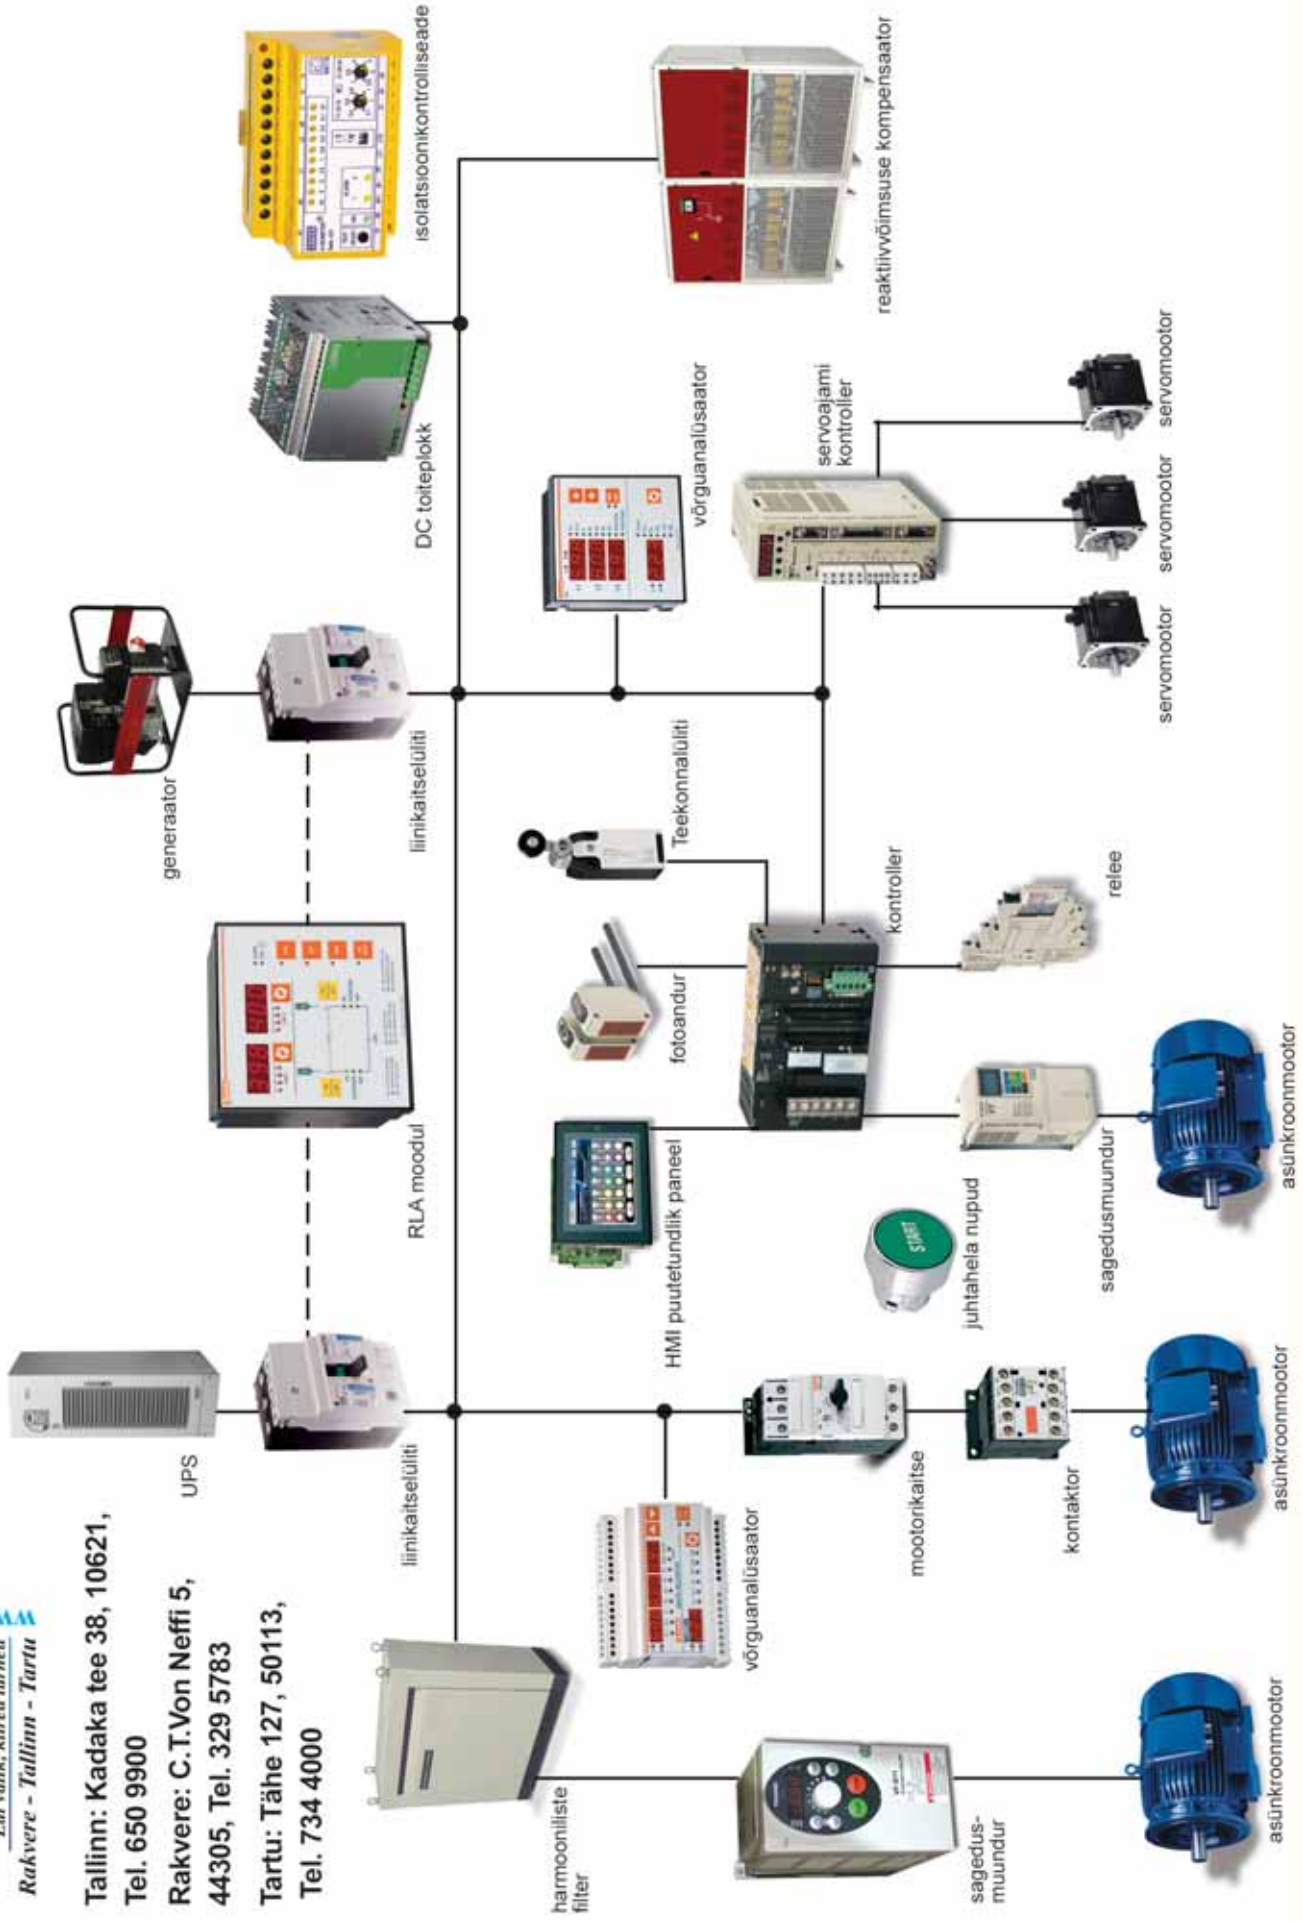 Rakvere - Tallinn - Tartu
Tallinn: Kadaka tee 38, 10621,
Tel. 650 9900
Rakvere: C.T.Von Neffi 5,
44305, Tel. 329 5783
Tartu: Tähe 127, 50113,
Tel. 734 4000
UPS
generaator
liinikaitselüliti
RLA moodul
liinikaitselüliti
DC toiteplokk
isolatsioonikontrolliseade
harmooniliste
filter
võrguanalüsaator
HMI puutetundlik paneel
fotoandur
Teekonnalüliti
võrguanalüsaator
reaktiivvõimsuse kompensaator
sagedus-
muundur
mootorikaitse
juhtahela nupud
START
kontroller
servoajami
kontroller
kontaktor
sagedusmuundur
relee
servomootor
servomootor
servomootor
asünkroonmootor
asünkroonmootor
asünkroonmootor